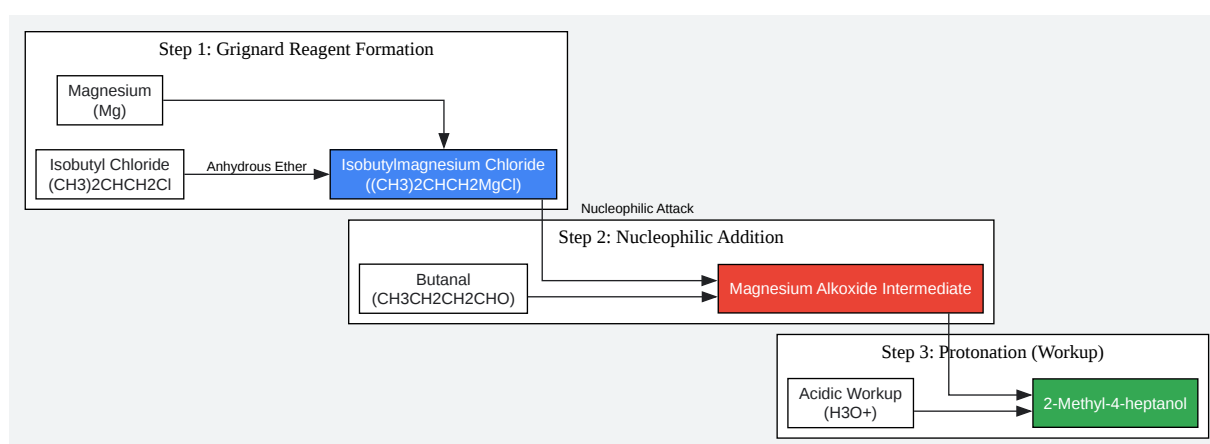 Step 1: Grignard Reagent Formation
Magnesium
(Mg)
Isobutyl Chloride
(CH3)2CHCH2Cl
Anhydrous Ether
Isobutylmagnesium Chloride
((CH3)2CHCH2MgCl)
Nucleophilic Attack
Step 2: Nucleophilic Addition
Butanal
(CH3CH2CH2CHO)
Magnesium Alkoxide Intermediate
Step 3: Protonation (Workup)
Acidic Workup
(H3O+)
2-Methyl-4-heptanol